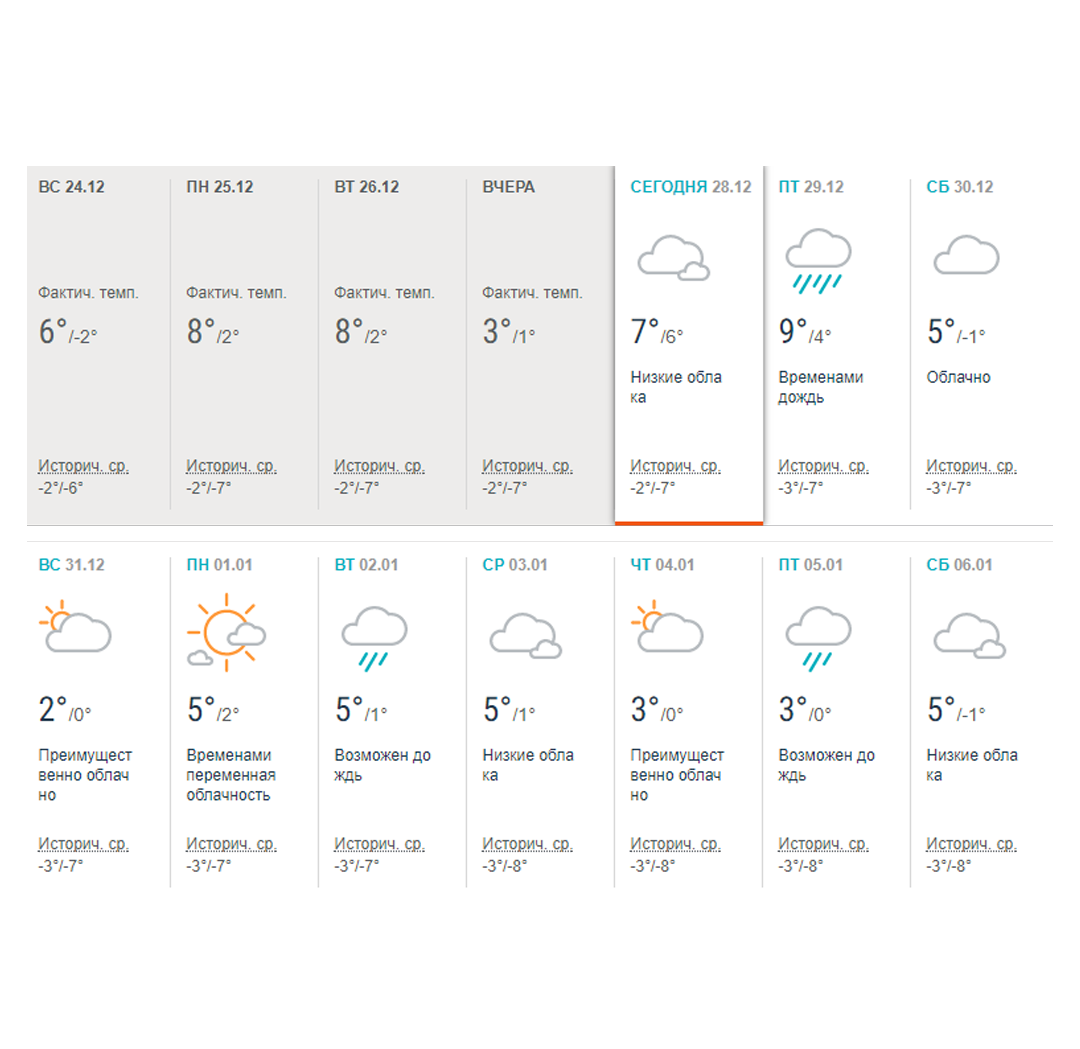 ВС 24.12
ПН 25.12
ВТ 26.12
ВЧЕРА
СЕГОДНЯ 28.12
ПТ 29.12
СБ 30.12
Фактич. темп.
Фактич. темп.
Фактич. темп.
Фактич. темп.
6°/-2°
8°/2°
8°/2°
3°/1°
7°/6°
9°/4°
5°/-1°
Низкие обла
ка
Временами
дождь
Облачно
Историч. ср.
-2°/-6°
Историч. ср.
-2°/-7°
Историч. ср.
-2°/-7°
Историч. ср.
-2°/-7°
Историч. ср.
-2°/-7°
Историч. ср.
-3°/-7°
Историч. ср.
-3°/-7°
ВС 31.12
ПН 01.01
ВТ 02.01
СР 03.01
ЧТ 04.01
ПТ 05.01
СБ 06.01
2°/0°
5°/2°
5°/1°
5°/1°
3°/0°
3°/0°
5°/-1°
Преимущест
венно облач
но
Временами
переменная
облачность
Возможен до
ждь
Низкие обла
ка
Преимущест
венно облач
но
Возможен до
ждь
Низкие обла
ка
Историч. ср.
-3°/-7°
Историч. ср.
-3°/-7°
Историч. ср.
-3°/-7°
Историч. ср.
-3°/-8°
Историч. ср.
-3°/-8°
Историч. ср.
-3°/-8°
Историч. ср.
-3°/-8°